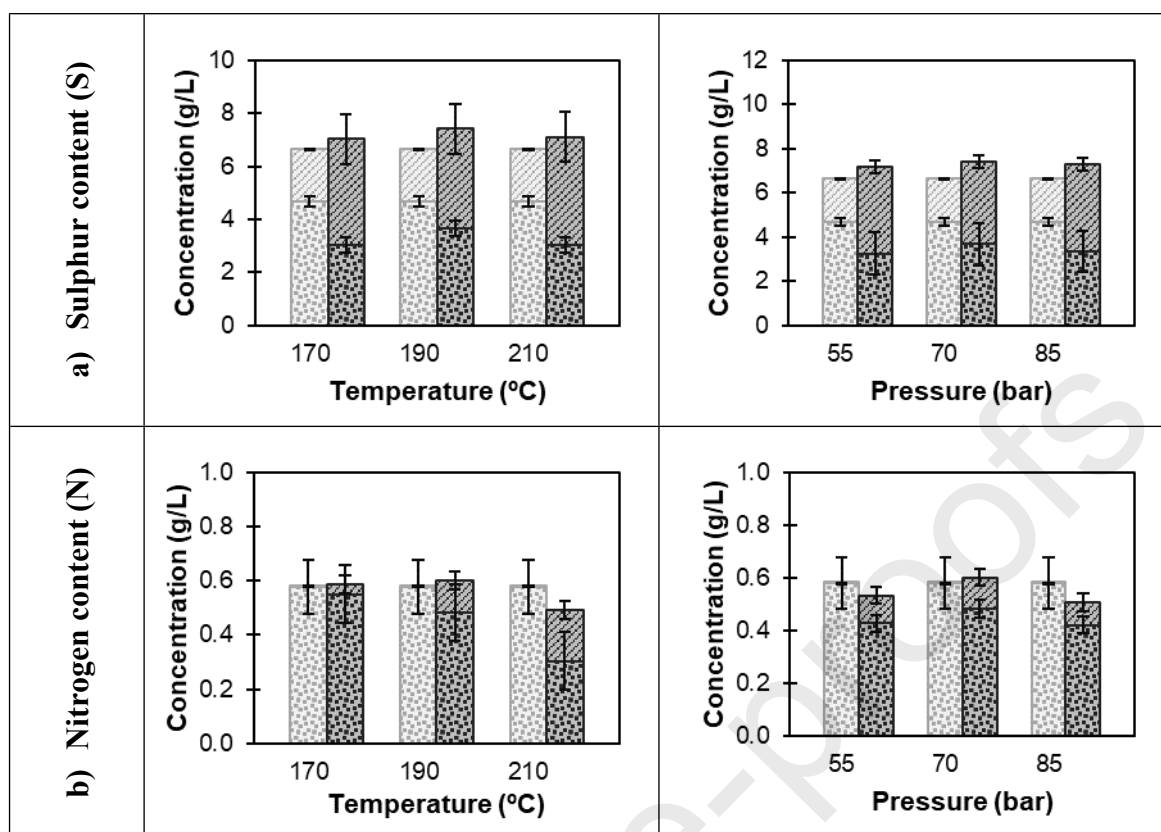 a) Sulphur content (S)
Concentration (g/L)
10
8
6
4
2
0
170 190 210
Temperature (ºC)
Concentration (g/L)
12
10
8
6
4
2
0
55 70 85
Pressure (bar)
b) Nitrogen content (N)
Concentration (g/L)
1.0
0.8
0.6
0.4
0.2
0.0
170 190 210
Temperature (ºC)
Concentration (g/L)
1.0
0.8
0.6
0.4
0.2
0.0
55 70 85
Pressure (bar)
e-proofs